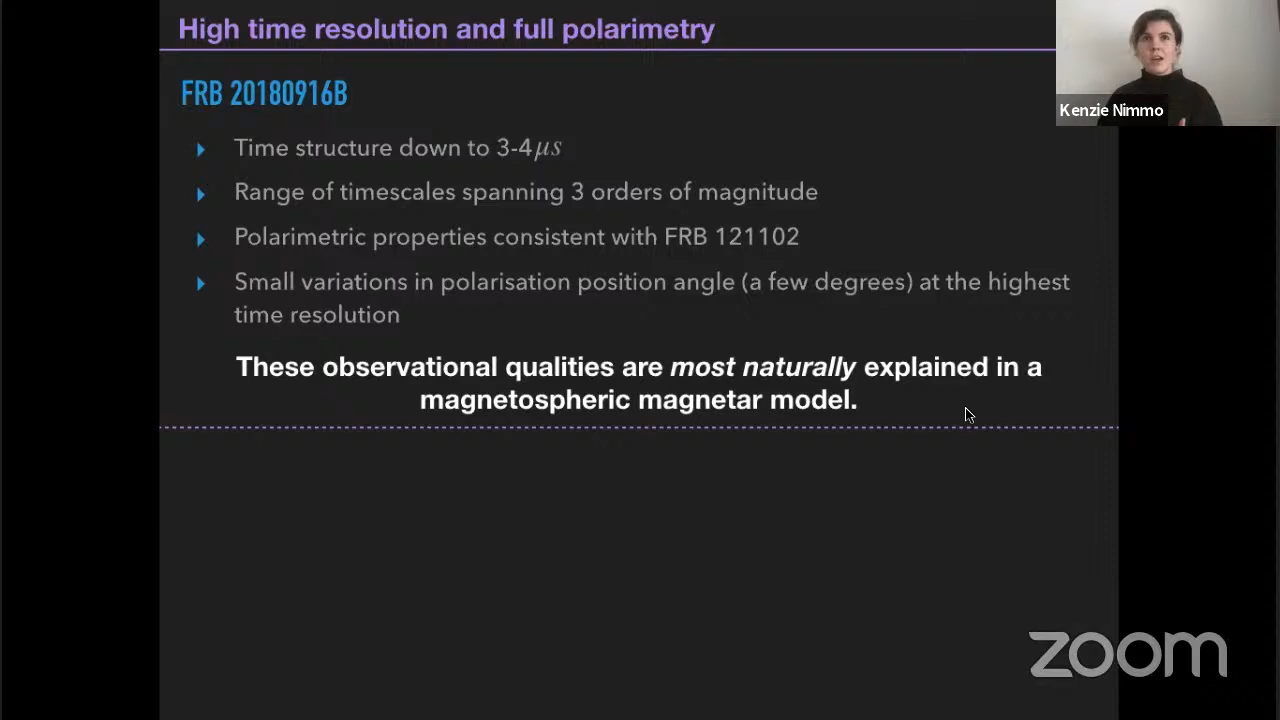 High time resolution and full polarimetry
Kenzie Nimmo
FRB 20180916B
Time structure down to 3-4μs
Range of timescales spanning 3 orders of magnitude
Polarimetric properties consistent with FRB 121102
Small variations in polarisation position angle (a few degrees) at the highest
time resolution
These observational qualities are most naturally explained in a
magnetospheric magnetar model.
zoom